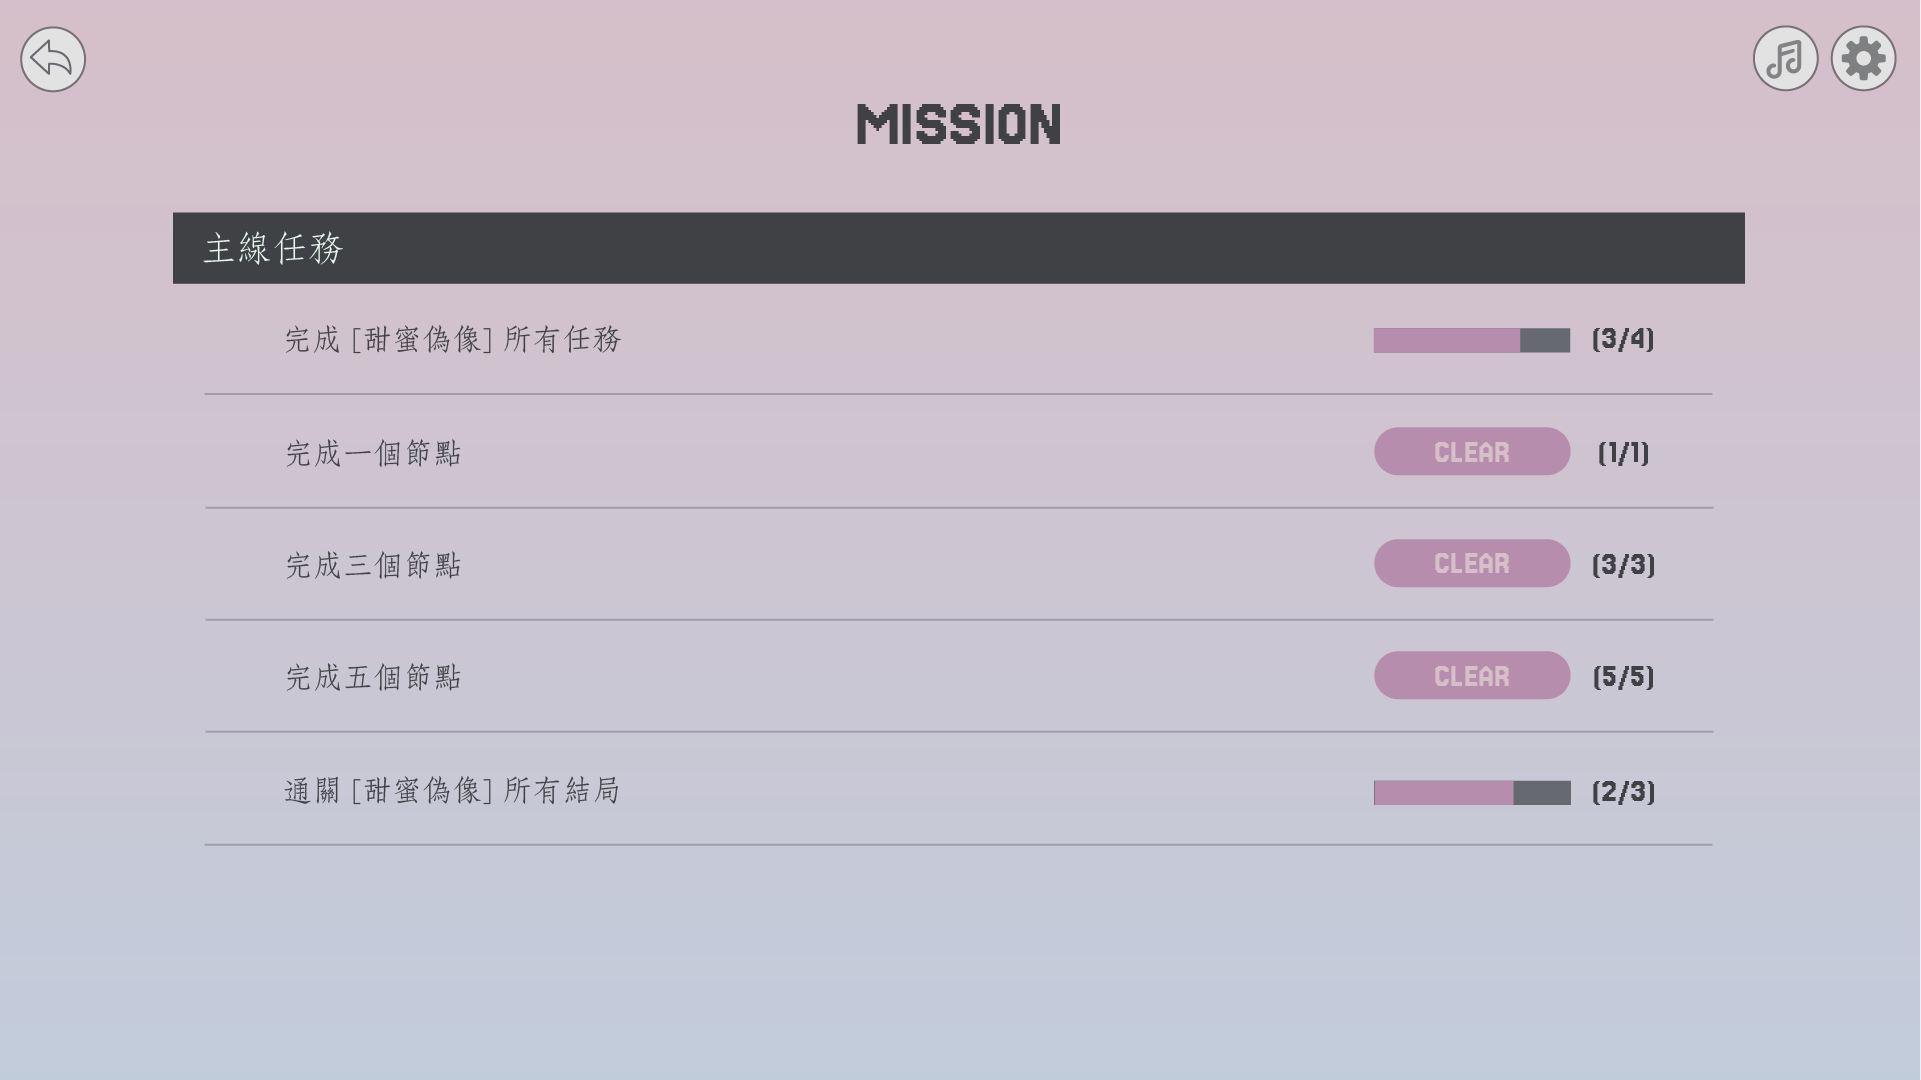 MISSION
主線任務
完成 [甜蜜偽像] 所有任務 (3/4)
完成一個節點 CLEAR (1/1)
完成三個節點 CLEAR (3/3)
完成五個節點 CLEAR (5/5)
通關 [甜蜜偽像] 所有結局 (2/3)